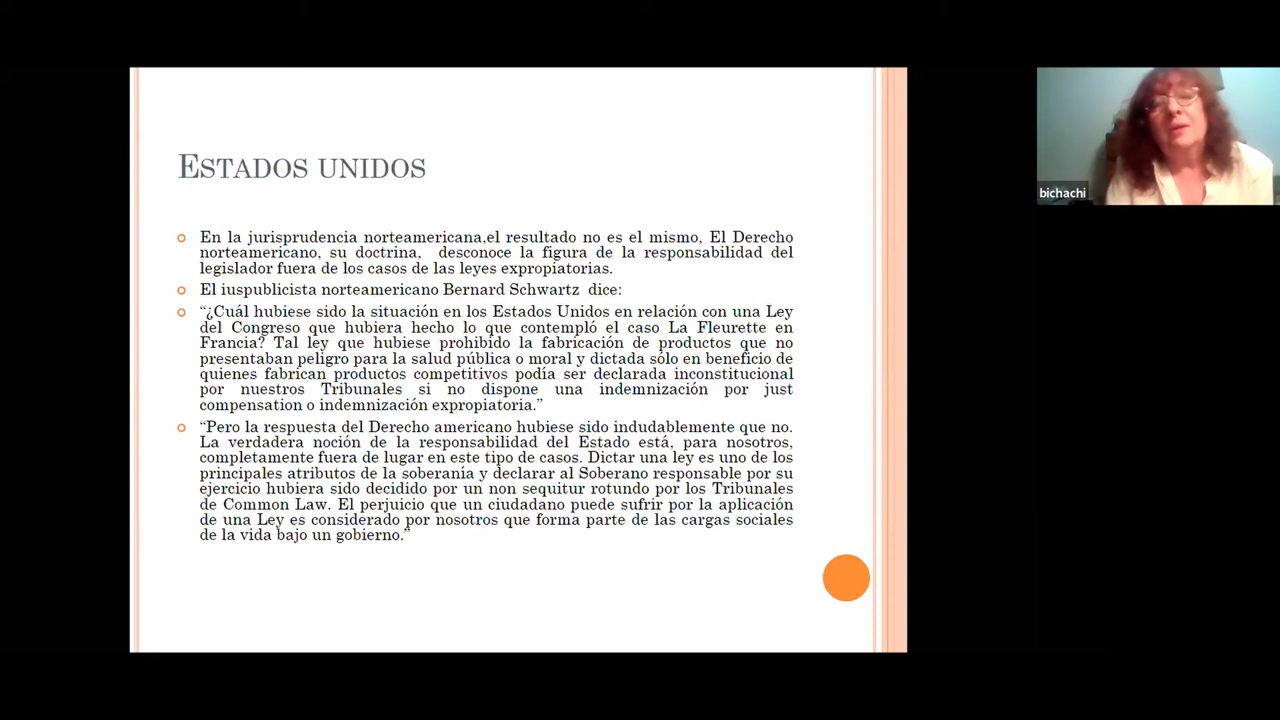 ESTADOS UNIDOS
En la jurisprudencia norteamericana,el resultado no es el mismo, El Derecho
norteamericano, su doctrina, desconoce la figura de la responsabilidad del
legislador fuera de los casos de las leyes expropiatorias.
El iuspublicista norteamericano Bernard Schwartz dice:
“¿Cuál hubiese sido la situación en los Estados Unidos en relación con una Ley
del Congreso que hubiera hecho lo que contempló el caso La Fleurette en
Francia? Tal ley que hubiese prohibido la fabricación de productos que no
presentaban peligro para la salud pública o moral y dictada sólo en beneficio de
quienes fabrican productos competitivos podía ser declarada inconstitucional
por nuestros Tribunales si no dispone una indemnización por just
compensation o indemnización expropiatoria.”
“Pero la respuesta del Derecho americano hubiese sido indudablemente que no.
La verdadera noción de la responsabilidad del Estado está, para nosotros,
completamente fuera de lugar en este tipo de casos. Dictar una ley es uno de los
principales atributos de la soberanía y declarar al Soberano responsable por su
ejercicio hubiera sido decidido por un non sequitur rotundo por los Tribunales
de Common Law. El perjuicio que un ciudadano puede sufrir por la aplicación
de una Ley es considerado por nosotros que forma parte de las cargas sociales
de la vida bajo un gobierno.”
bichachi